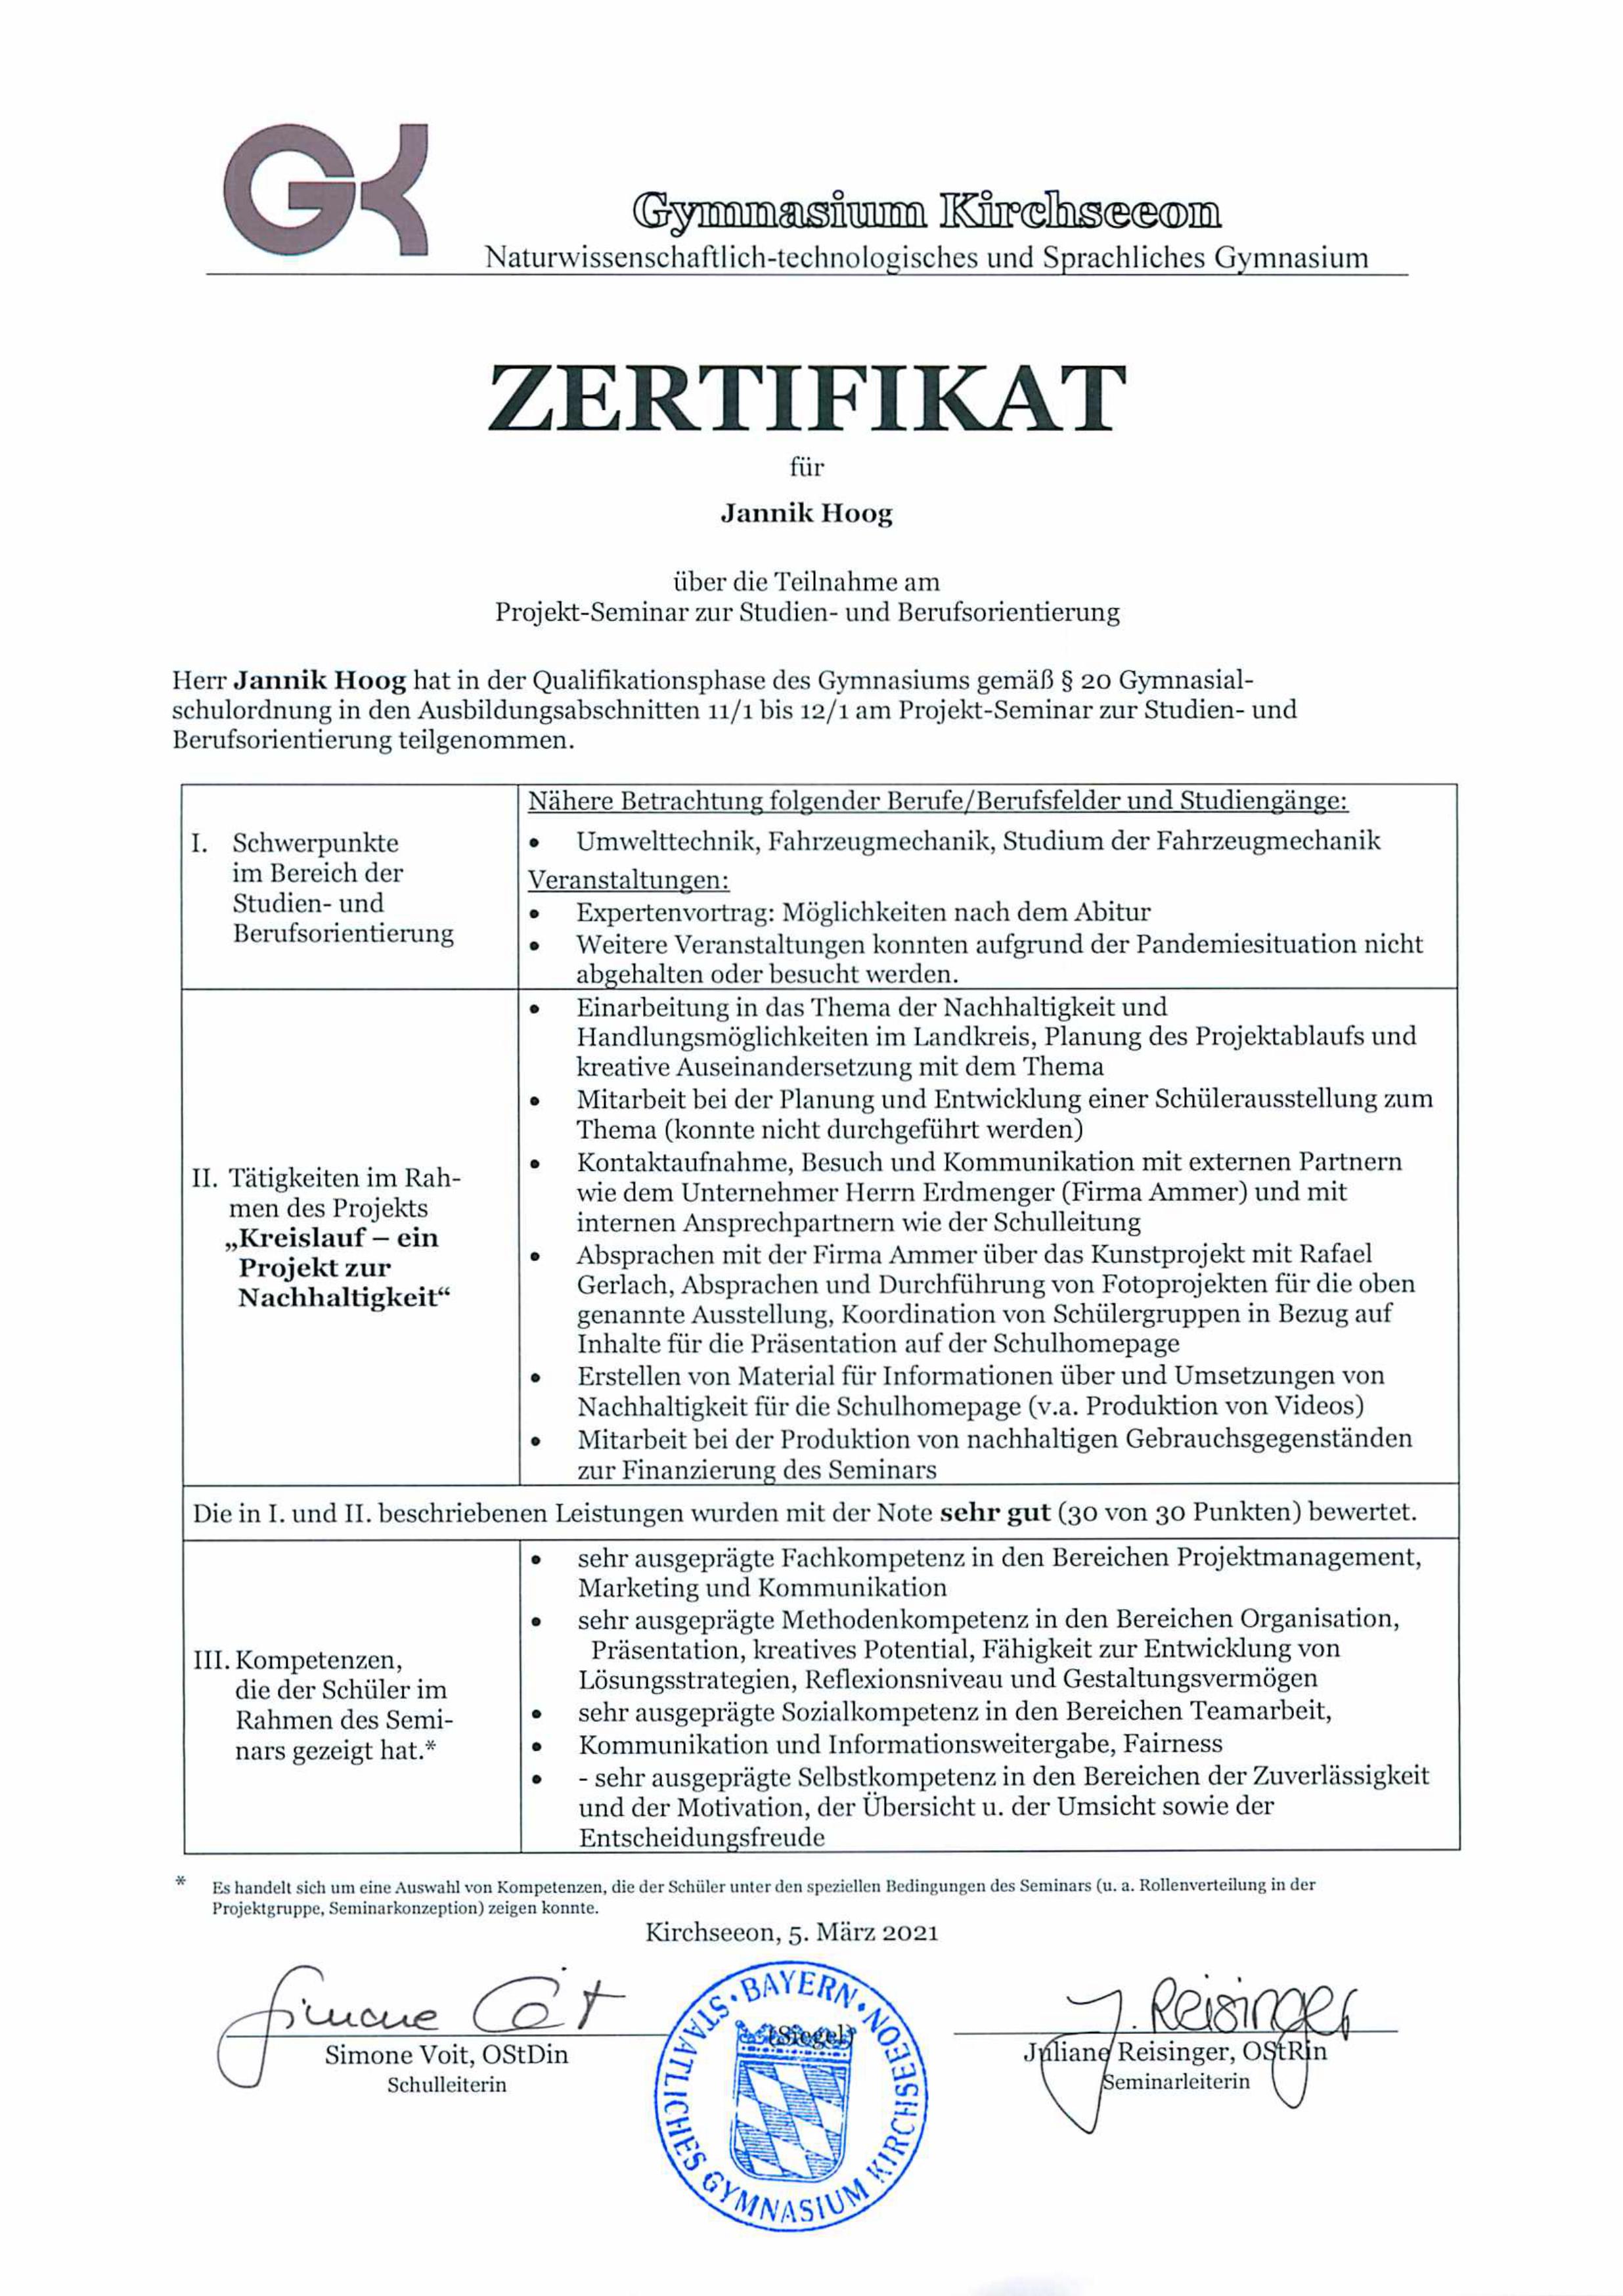 GK
Gymnasium Kirchseeon
Naturwissenschaftlich-technologisches und Sprachliches Gymnasium
ZERTIFIKAT
für
Jannik Hoog
über die Teilnahme am
Projekt-Seminar zur Studien- und Berufsorientierung
Herr Jannik Hoog hat in der Qualifikationsphase des Gymnasiums gemäß § 20 Gymnasial-
schulordnung in den Ausbildungsabschnitten 11/1 bis 12/1 am Projekt-Seminar zur Studien- und
Berufsorientierung teilgenommen.
I. Schwerpunkte
im Bereich der
Studien- und
Berufsorientierung
Nähere Betrachtung folgender Berufe/Berufsfelder und Studiengänge:
• Umwelttechnik, Fahrzeugmechanik, Studium der Fahrzeugmechanik
Veranstaltungen:
• Expertenvortrag: Möglichkeiten nach dem Abitur
• Weitere Veranstaltungen konnten aufgrund der Pandemiesituation nicht
abgehalten oder besucht werden.
II. Tätigkeiten im Rah-
men des Projekts
„Kreislauf – ein
Projekt zur
Nachhaltigkeit“
• Einarbeitung in das Thema der Nachhaltigkeit und
Handlungsmöglichkeiten im Landkreis, Planung des Projektablaufs und
kreative Auseinandersetzung mit dem Thema
• Mitarbeit bei der Planung und Entwicklung einer Schülerausstellung zum
Thema (konnte nicht durchgeführt werden)
• Kontaktaufnahme, Besuch und Kommunikation mit externen Partnern
wie dem Unternehmer Herrn Erdmenger (Firma Ammer) und mit
internen Ansprechpartnern wie der Schulleitung
• Absprachen mit der Firma Ammer über das Kunstprojekt mit Rafael
Gerlach, Absprachen und Durchführung von Fotoprojekten für die oben
genannte Ausstellung, Koordination von Schülergruppen in Bezug auf
Inhalte für die Präsentation auf der Schulhomepage
• Erstellen von Material für Informationen über und Umsetzungen von
Nachhaltigkeit für die Schulhomepage (v.a. Produktion von Videos)
• Mitarbeit bei der Produktion von nachhaltigen Gebrauchsgegenständen
zur Finanzierung des Seminars
Die in I. und II. beschriebenen Leistungen wurden mit der Note sehr gut (30 von 30 Punkten) bewertet.
III. Kompetenzen,
die der Schüler im
Rahmen des Semi-
nars gezeigt hat.*
• sehr ausgeprägte Fachkompetenz in den Bereichen Projektmanagement,
Marketing und Kommunikation
• sehr ausgeprägte Methodenkompetenz in den Bereichen Organisation,
Präsentation, kreatives Potential, Fähigkeit zur Entwicklung von
Lösungsstrategien, Reflexionsniveau und Gestaltungsvermögen
• sehr ausgeprägte Sozialkompetenz in den Bereichen Teamarbeit,
• Kommunikation und Informationsweitergabe, Fairness
• - sehr ausgeprägte Selbstkompetenz in den Bereichen der Zuverlässigkeit
und der Motivation, der Übersicht u. der Umsicht sowie der
Entscheidungsfreude
* Es handelt sich um eine Auswahl von Kompetenzen, die der Schüler unter den speziellen Bedingungen des Seminars (u. a. Rollenverteilung in der
Projektgruppe, Seminarkonzeption) zeigen konnte.
Kirchseeon, 5. März 2021
Simone Voit
Simone Voit, OStDin
Schulleiterin
(Siegel)
BAYERN • STAATLICHES GYMNASIUM KIRCHSEEON •
J. Reisinger
Juliane Reisinger, OStRin
Seminarleiterin